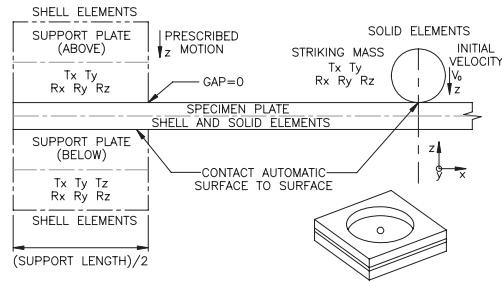 SHELL ELEMENTS
SUPPORT PLATE
(ABOVE)
Tx Ty
Rx Ry Rz
PRESCRIBED
MOTION
z
GAP=0
SOLID ELEMENTS
STRIKING MASS
Tx Ty
Rx Ry Rz
INITIAL
VELOCITY
V₀
z
SPECIMEN PLATE
SHELL AND SOLID ELEMENTS
SUPPORT PLATE
(BELOW)
Tx Ty Tz
Rx Ry Rz
SHELL ELEMENTS
CONTACT AUTOMATIC
SURFACE TO SURFACE
z
y
x
(SUPPORT LENGTH)/2